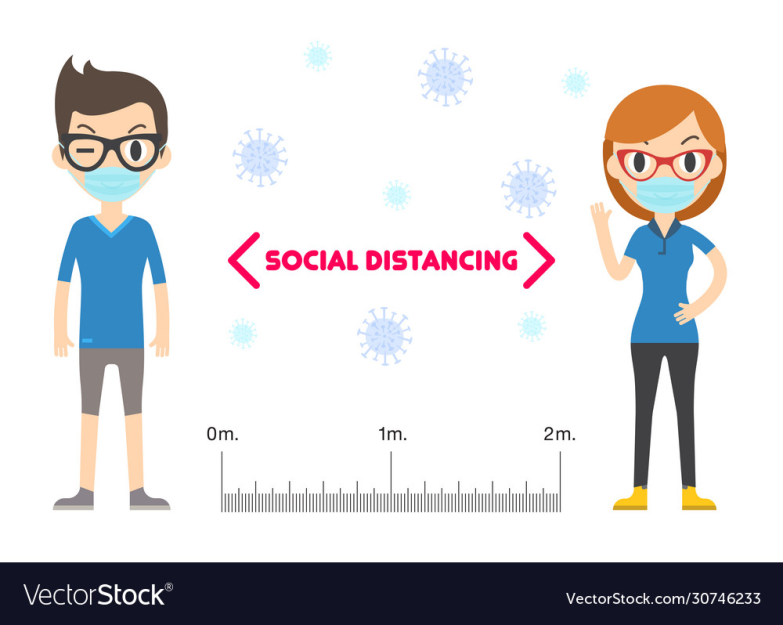 SOCIAL DISTANCING
0m. 1m. 2m.
VectorStock® VectorStock.com/30746233